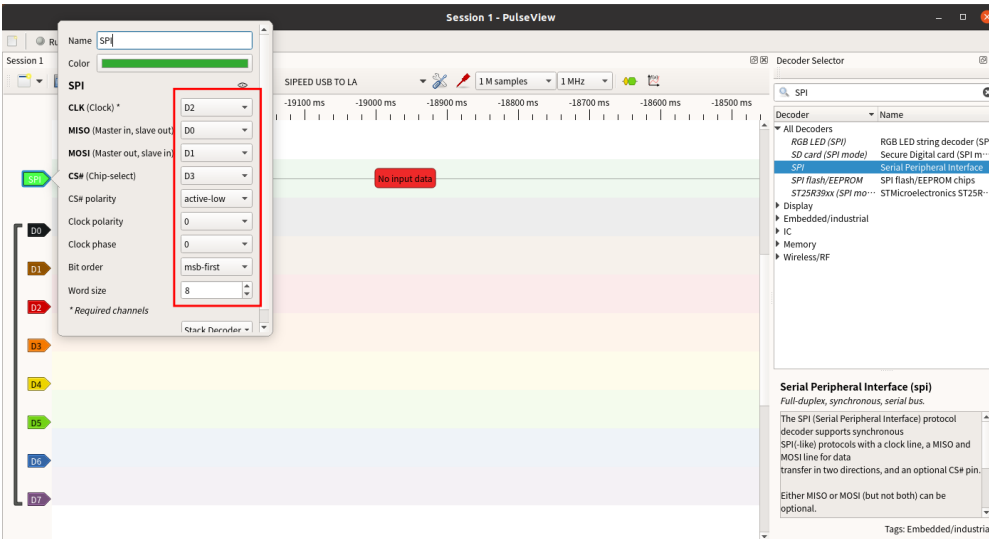 Session 1 - PulseView
Ru
Session 1
Name SPI
Color
SPI
CLK (Clock) * D2
MISO (Master in, slave out) D0
MOSI (Master out, slave in) D1
CS# (Chip-select) D3
CS# polarity active-low
Clock polarity 0
Clock phase 0
Bit order msb-first
Word size 8
* Required channels
Stack Decoder
SIPEED USB TO LA 1 M samples 1 MHz
-19100 ms -19000 ms -18900 ms -18800 ms -18700 ms -18600 ms -18500 ms
SPI
No input data
D0
D1
D2
D3
D4
D5
D6
D7
Decoder Selector
SPI
Decoder Name
All Decoders
RGB LED (SPI) RGB LED string decoder (SP
SD card (SPI mode) Secure Digital card (SPI m···
SPI Serial Peripheral Interface
SPI flash/EEPROM SPI flash/EEPROM chips
ST25R39xx (SPI mo··· STMicroelectronics ST25R··
Display
Embedded/industrial
IC
Memory
Wireless/RF
Serial Peripheral Interface (spi)
Full-duplex, synchronous, serial bus.
The SPI (Serial Peripheral Interface) protocol
decoder supports synchronous
SPI(-like) protocols with a clock line, a MISO and
MOSI line for data
transfer in two directions, and an optional CS# pin.
Either MISO or MOSI (but not both) can be
optional.
Tags: Embedded/industria